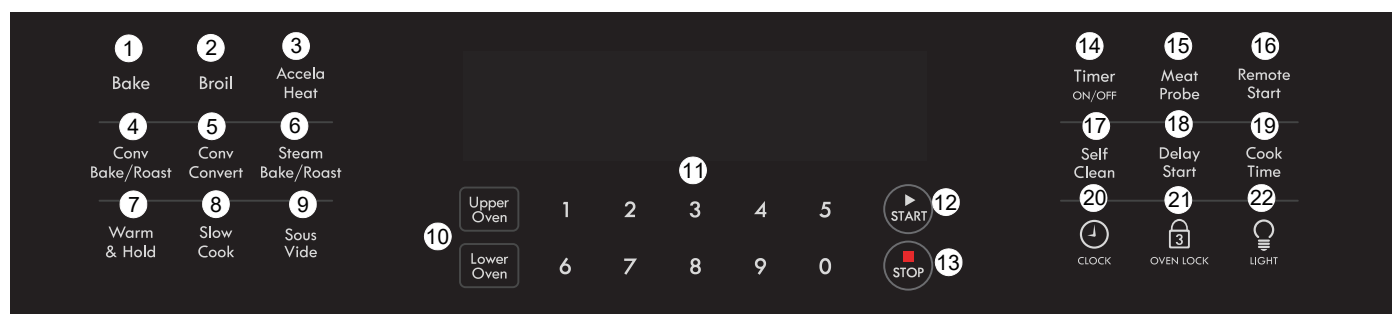 1 2 3
Bake Broil Accela
Heat
4 5 6
Conv
Bake/Roast
Conv
Convert
Steam
Bake/Roast
7 8 9
Warm
& Hold
Slow
Cook
Sous
Vide
10
Upper
Oven
Lower
Oven
11
1 2 3 4 5
6 7 8 9 0
START
12
STOP
13
14 15 16
Timer
ON/OFF
Meat
Probe
Remote
Start
17 18 19
Self
Clean
Delay
Start
Cook
Time
20 21 22
3
CLOCK OVEN LOCK LIGHT